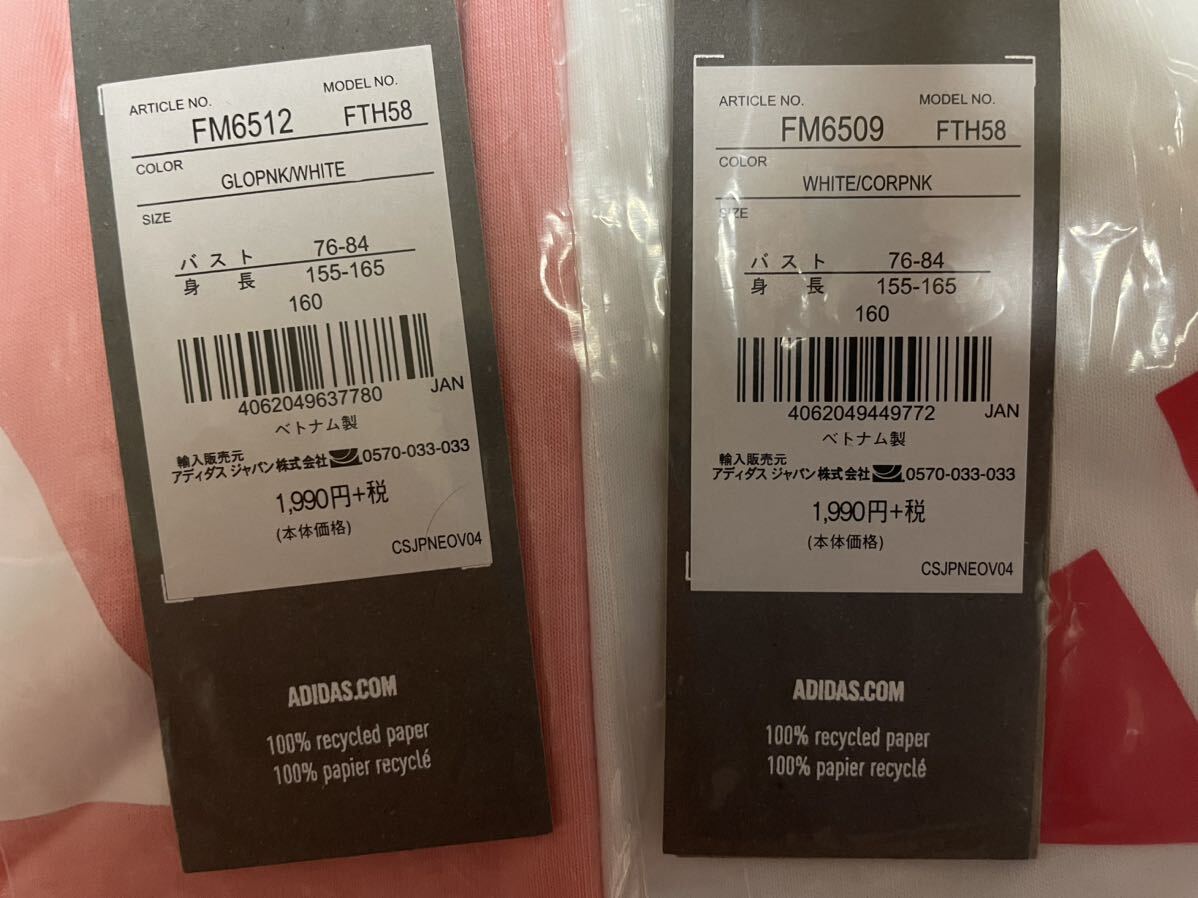 ARTICLE NO. MODEL NO.
FM6512 FTH58
COLOR
GLOPNK/WHITE
SIZE
バスト 76-84
身長 155-165
160
4062049637780 JAN
ベトナム製
輸入販売元
アディダス ジャパン株式会社 0570-033-033
1,990円+税
(本体価格)
CSJPNEOV04
ADIDAS.COM
100% recycled paper
100% papier recyclé
ARTICLE NO. MODEL NO.
FM6509 FTH58
COLOR
WHITE/CORPNK
SIZE
バスト 76-84
身長 155-165
160
4062049449772 JAN
ベトナム製
輸入販売元
アディダス ジャパン株式会社 0570-033-033
1,990円+税
(本体価格)
CSJPNEOV04
ADIDAS.COM
100% recycled paper
100% papier recyclé